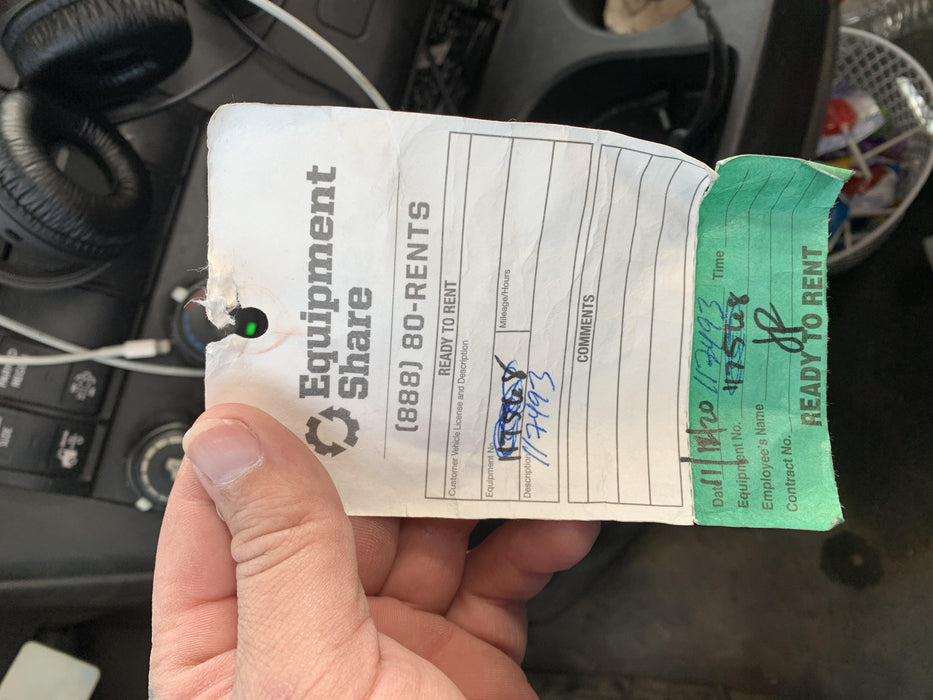 Equipment
Share
(888) 80-RENTS
READY TO RENT
Customer Vehicle License and Description
Equipment No.
Mileage/Hours
Description
117493
COMMENTS
Date
Time
Equipment No. 117493
Employee's Name
Contract No.
READY TO RENT